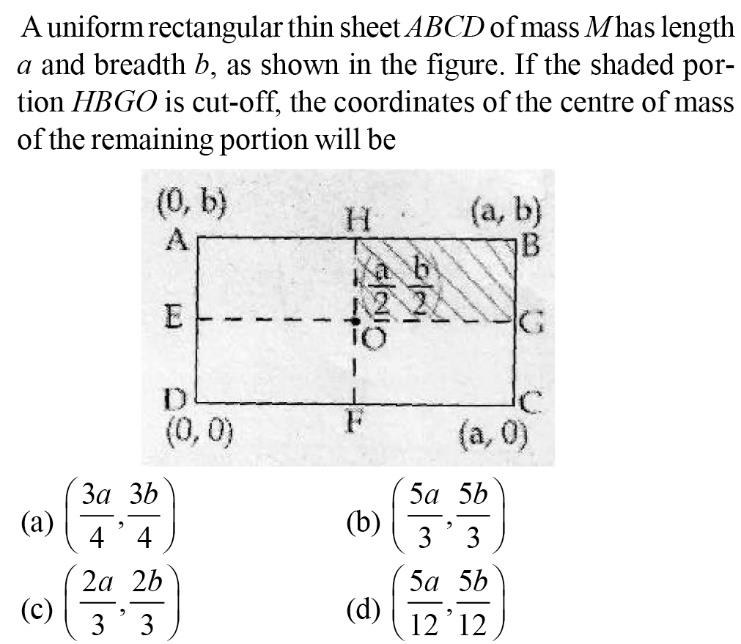 A uniform rectangular thin sheet ABCD of mass M has length
a and breadth b, as shown in the figure. If the shaded por-
tion HBGO is cut-off, the coordinates of the centre of mass
of the remaining portion will be
(0, b) (a, b)
A H B
(a/2 b/2)
E O G
D F C
(0, 0) (a, 0)
(a) (3a/4, 3b/4) (b) (5a/3, 5b/3)
(c) (2a/3, 2b/3) (d) (5a/12, 5b/12)